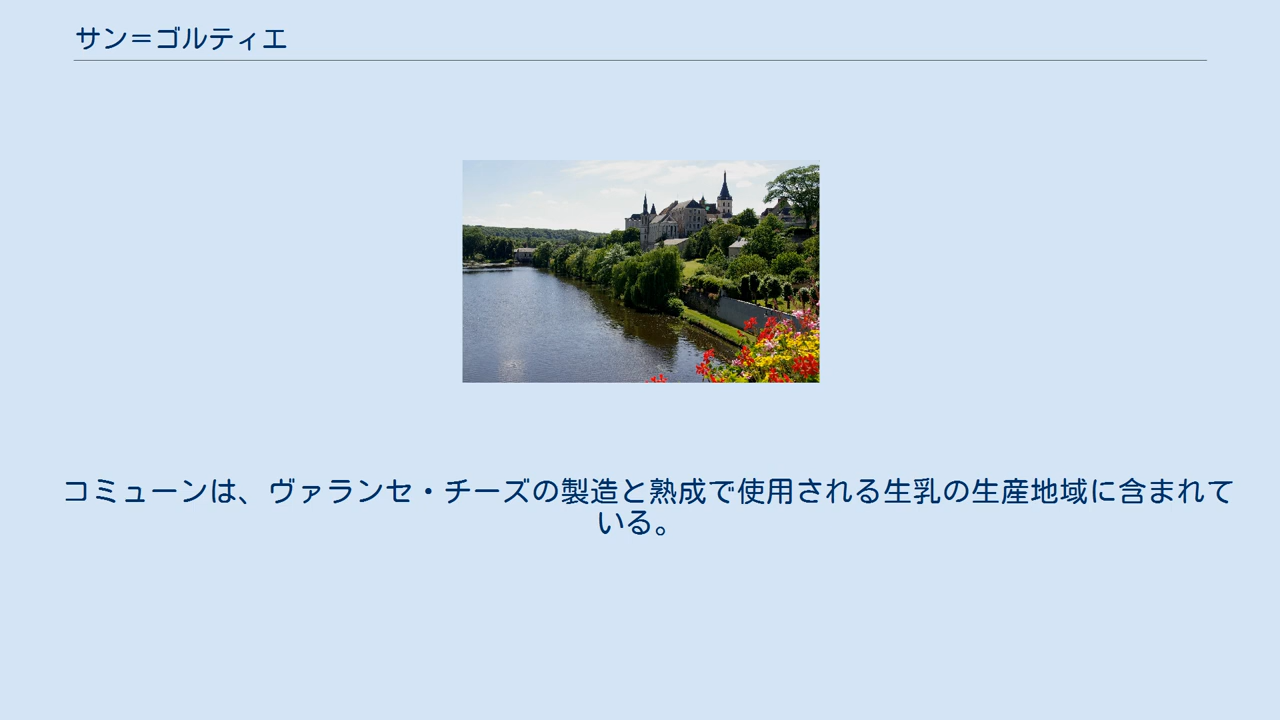 サン＝ゴルティエ
コミューンは、ヴァランセ・チーズの製造と熟成で使用される生乳の生産地域に含まれて
いる。